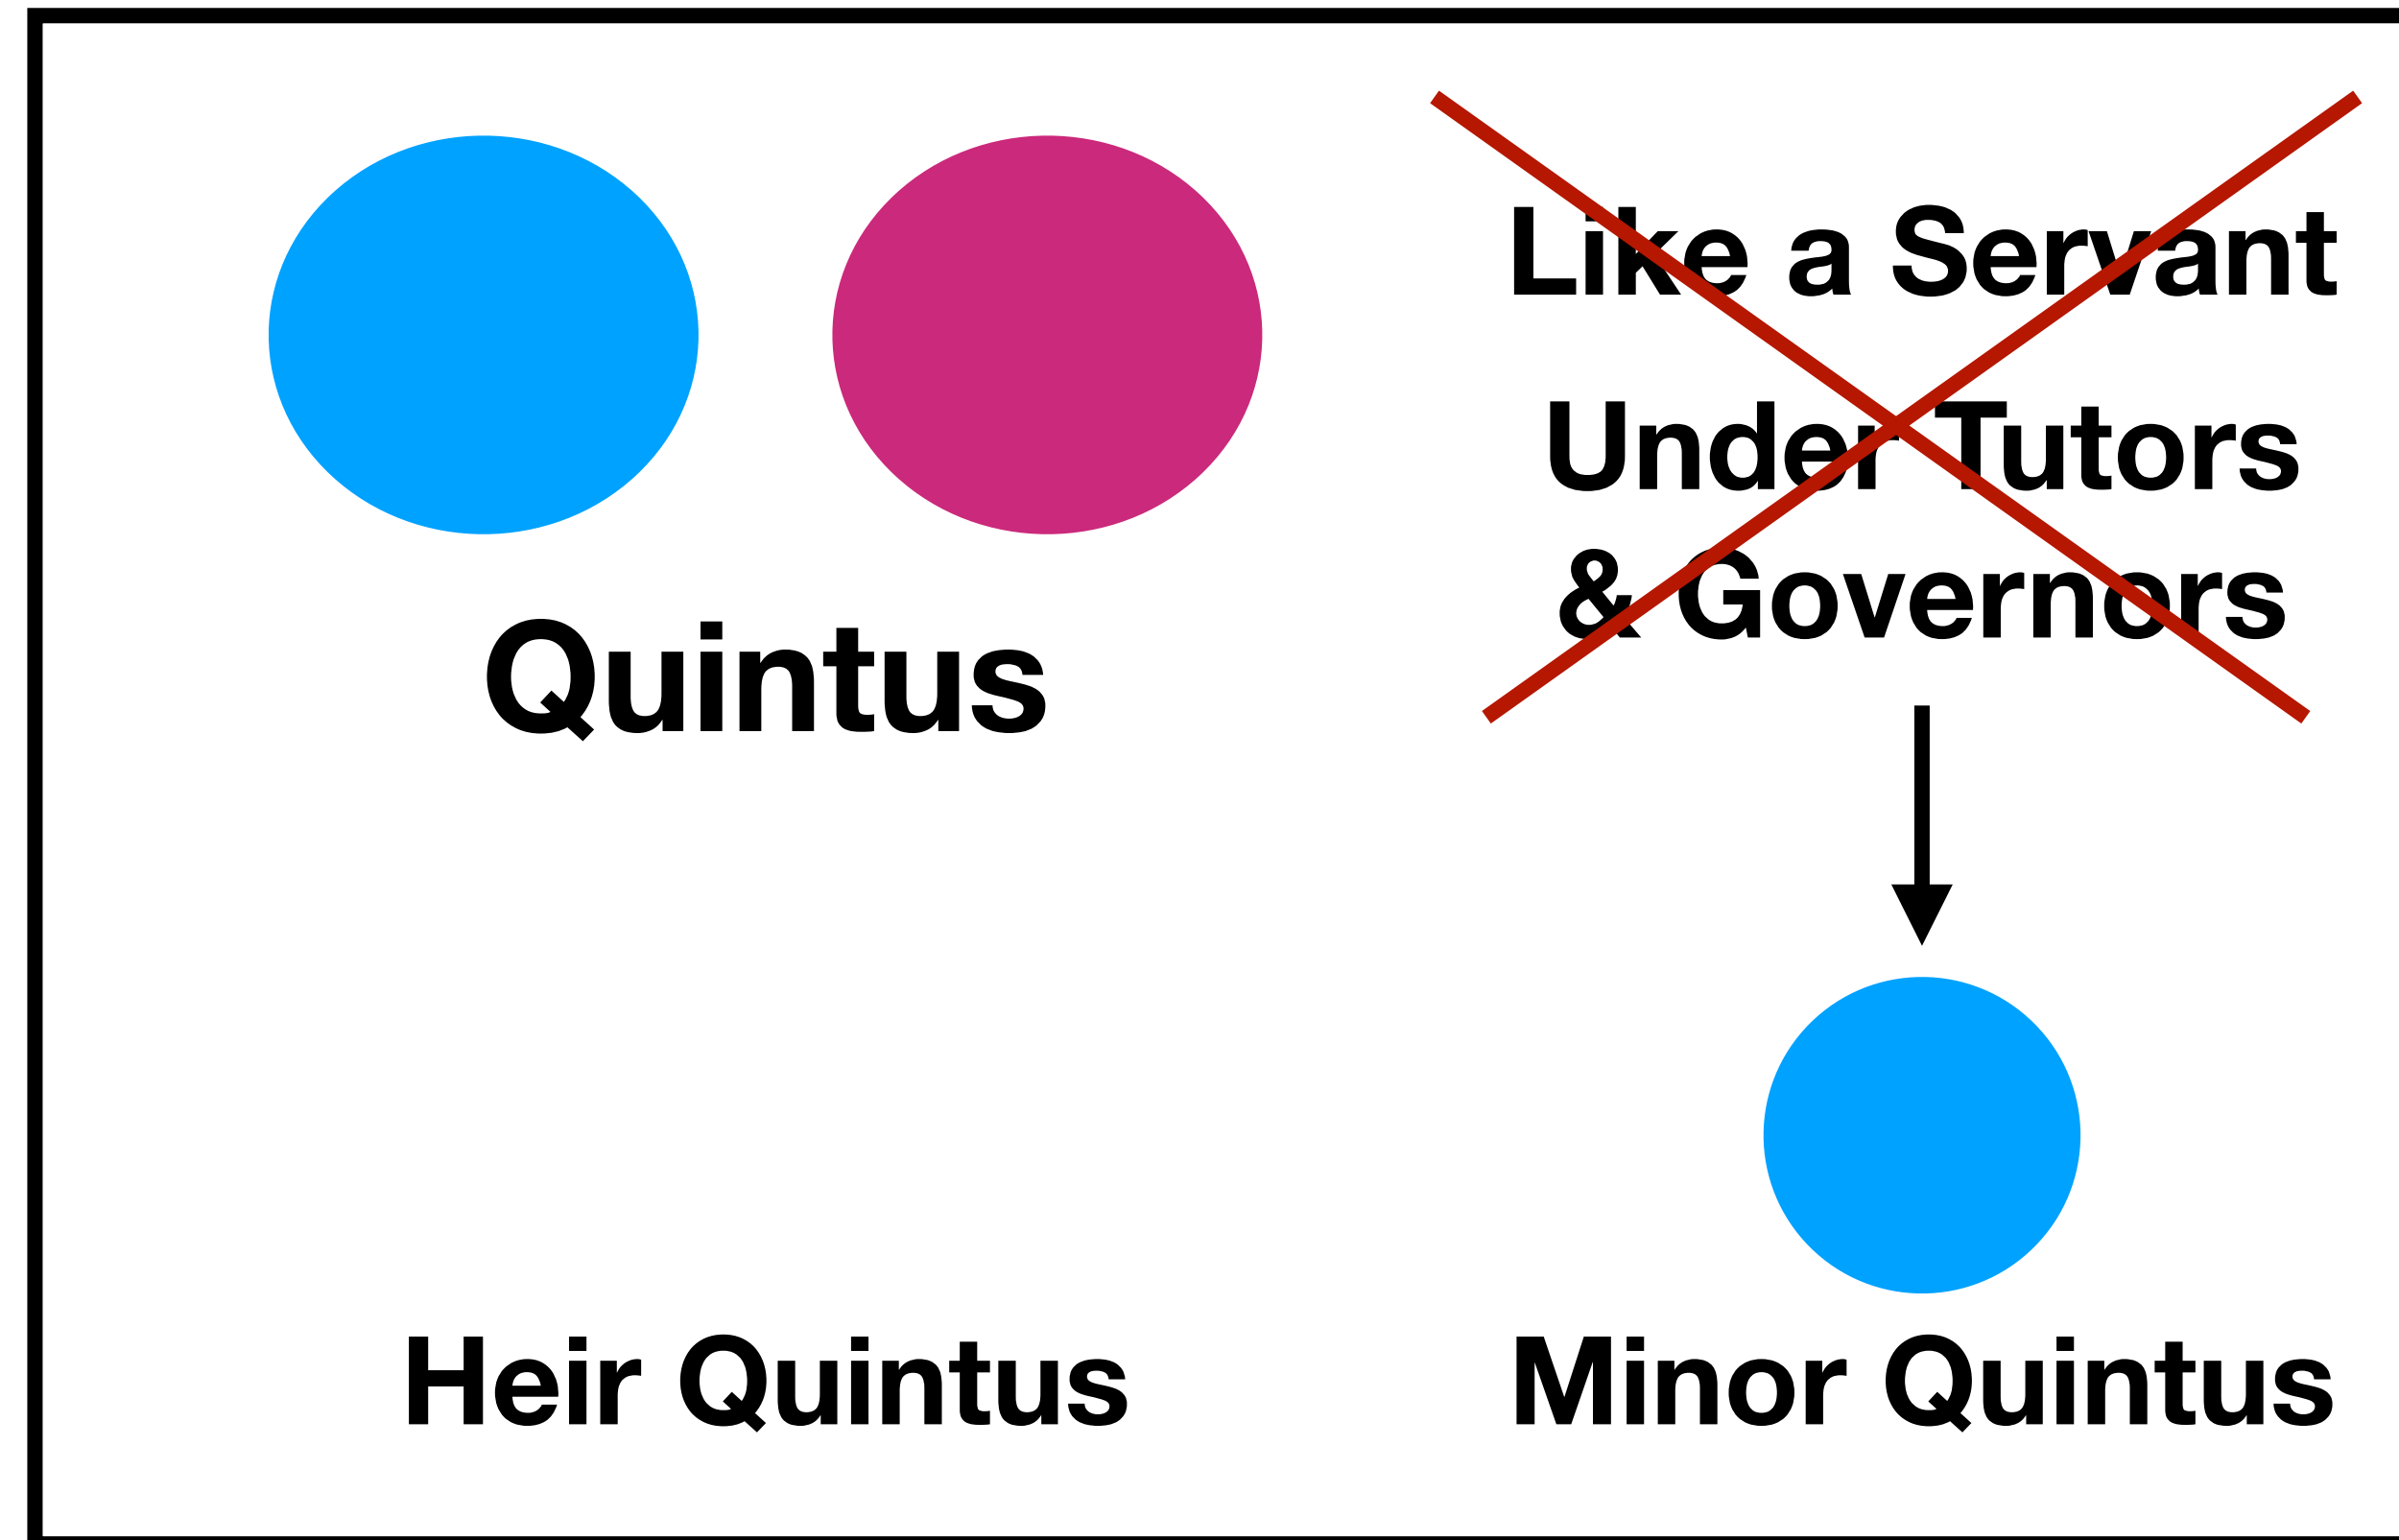 Like a Servant
Under Tutors
& Governors
Quintus
Heir Quintus
Minor Quintus